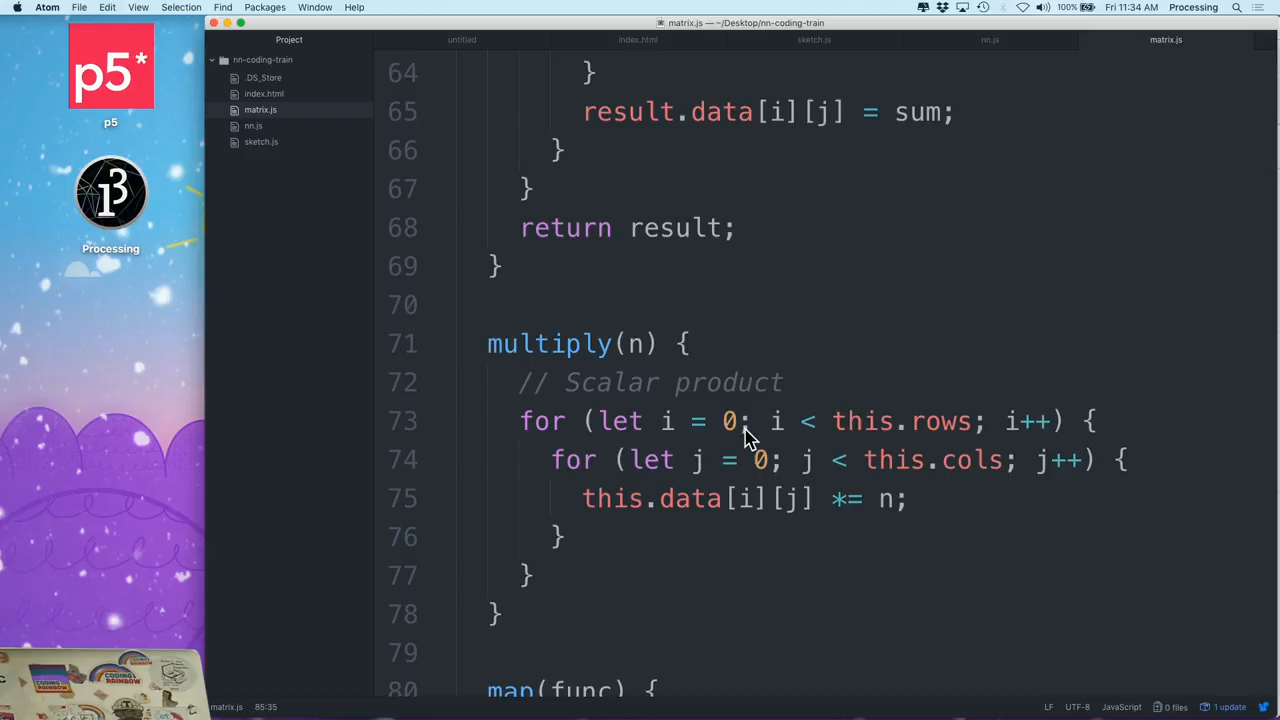 Atom File Edit View Selection Find Packages Window Help
100% Fri 11:34 AM Processing
matrix.js — ~/Desktop/nn-coding-train
Project
untitled index.html sketch.js nn.js matrix.js
nn-coding-train
.DS_Store
index.html
matrix.js
nn.js
sketch.js
p5*
p5
Processing
64 }
65 result.data[i][j] = sum;
66 }
67 }
68 return result;
69 }
70
71 multiply(n) {
72 // Scalar product
73 for (let i = 0; i < this.rows; i++) {
74 for (let j = 0; j < this.cols; j++) {
75 this.data[i][j] *= n;
76 }
77 }
78 }
79
80 map(func) {
CODING
RAINBOW
matrix.js 85:35 LF UTF-8 JavaScript 0 files 1 update